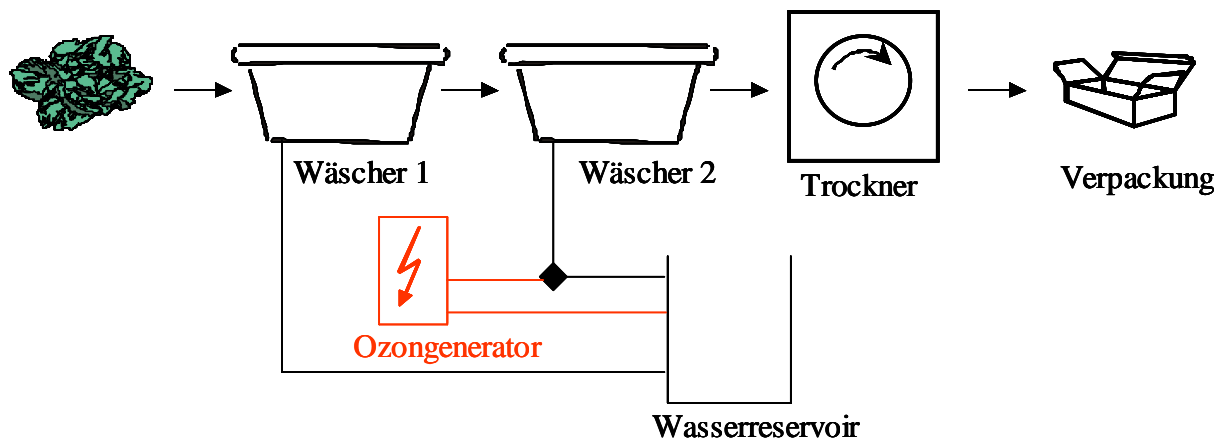 Wäscher 1
Wäscher 2
Trockner
Verpackung
Ozongenerator
Wasserreservoir